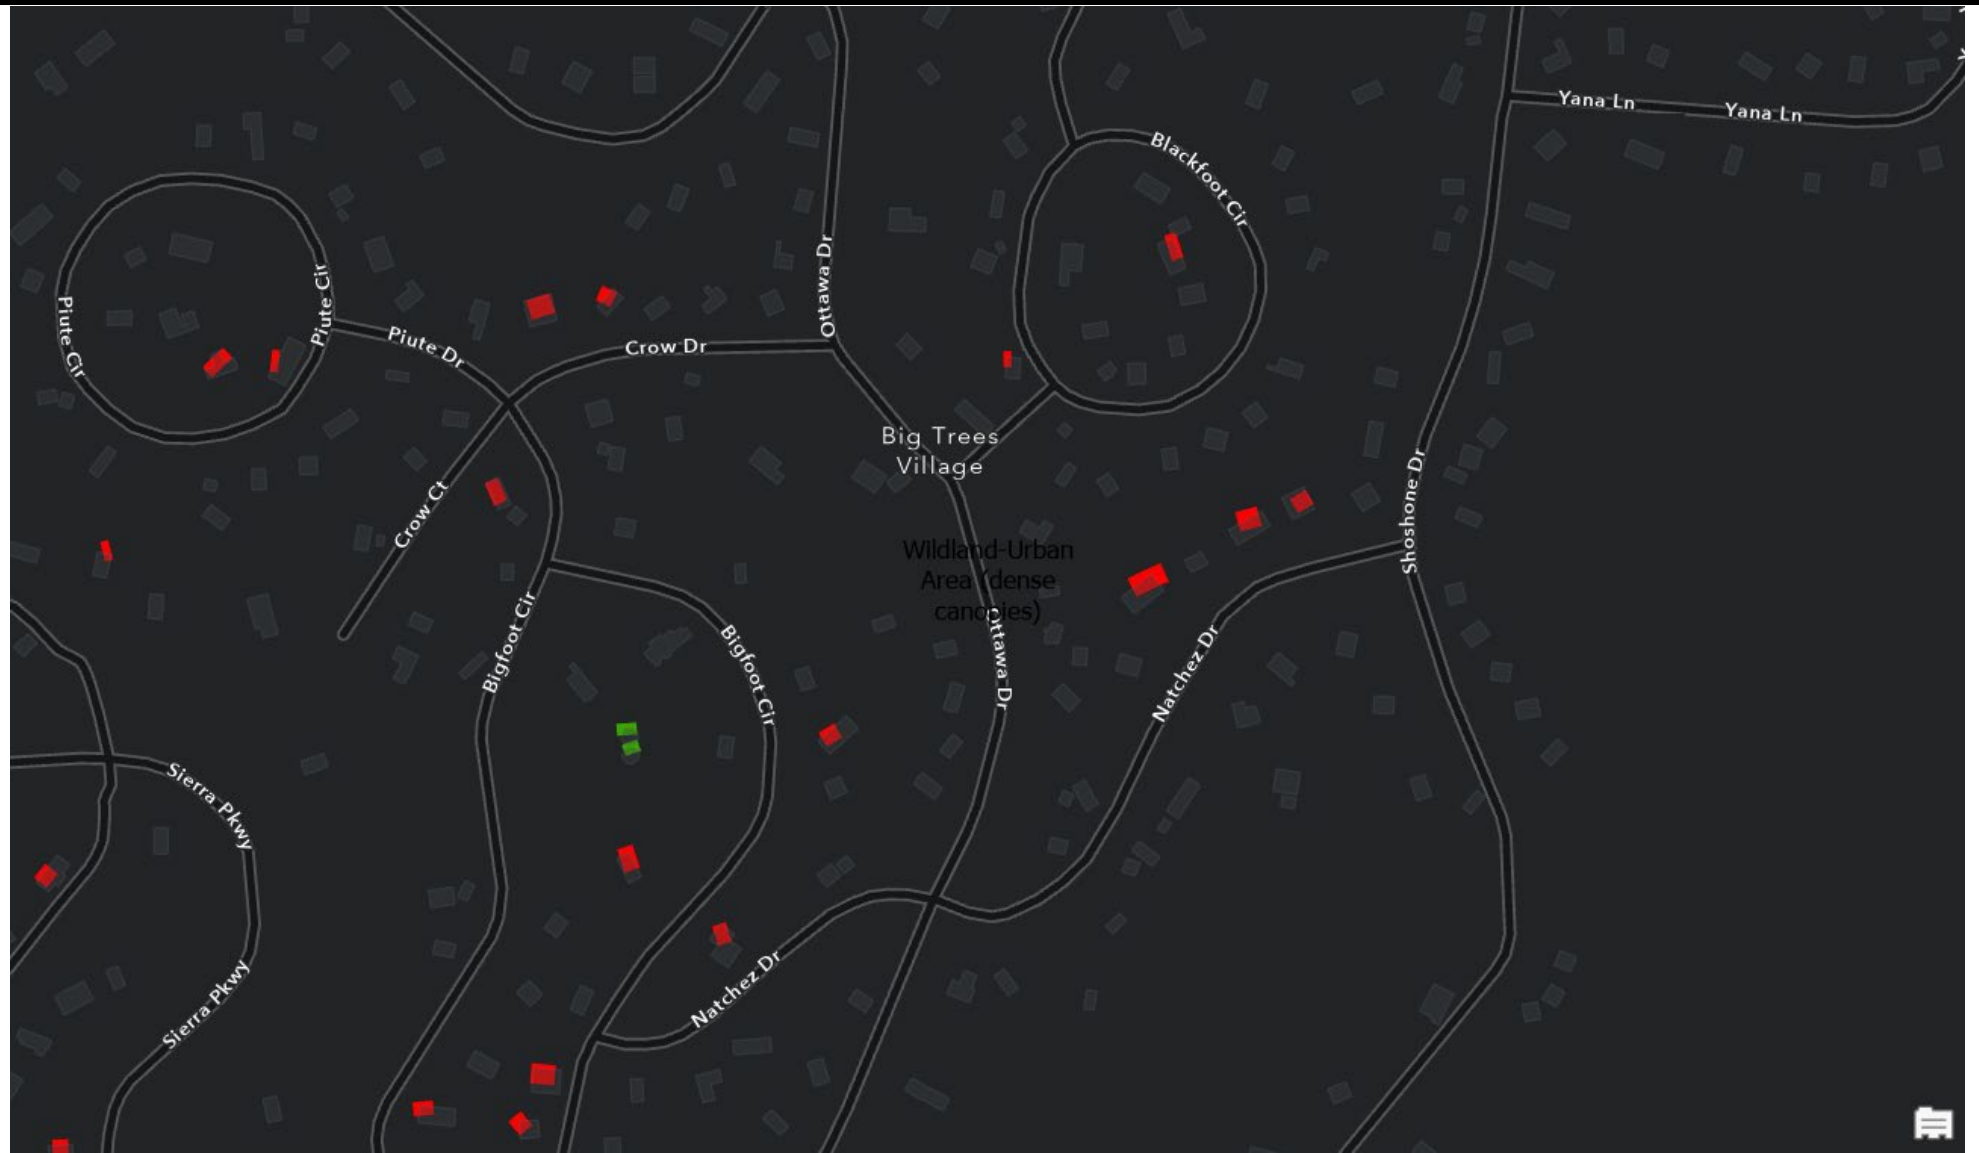 Yana Ln
Yana Ln
Blackfoot Cir
Ottawa Dr
Piute Cir
Piute Cir
Piute Dr
Crow Dr
Big Trees
Village
Crow Ct
Shoshone Dr
Wildland-Urban
Area (dense
canopies)
Bigfoot Cir
Bigfoot Cir
Ottawa Dr
Natchez Dr
Sierra Pkwy
Natchez Dr
Sierra Pkwy